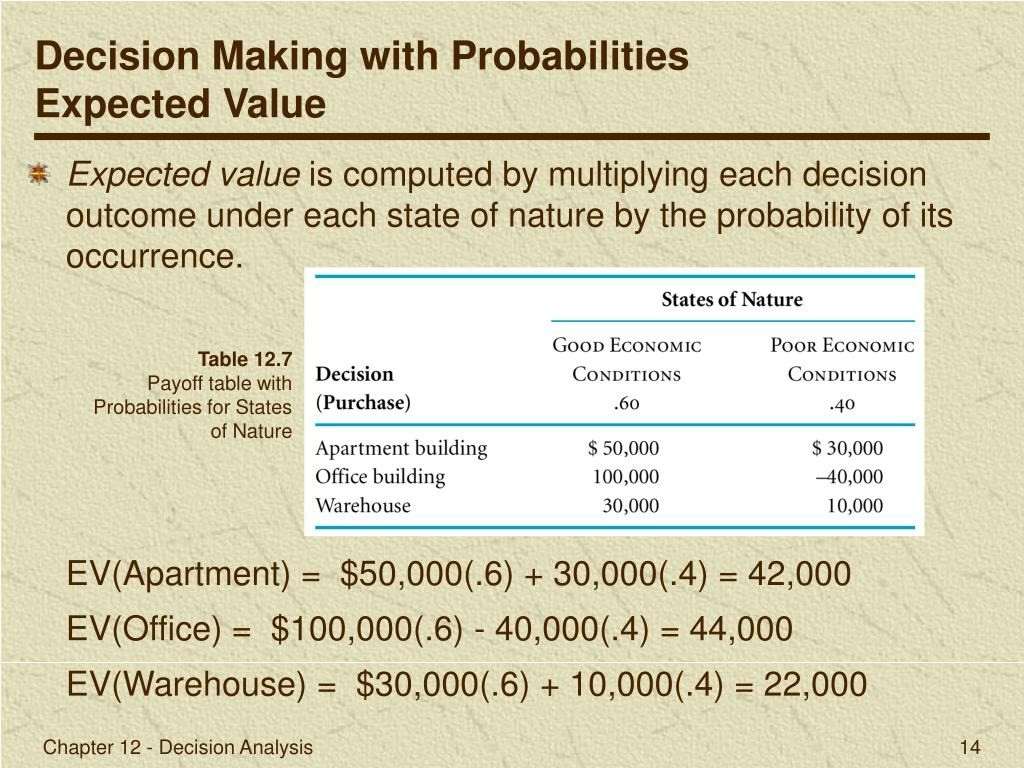 Decision Making with Probabilities
Expected Value
Expected value is computed by multiplying each decision
outcome under each state of nature by the probability of its
occurrence.
Table 12.7
Payoff table with
Probabilities for States
of Nature
States of Nature
Good Economic Poor Economic
Decision Conditions Conditions
(Purchase) .60 .40
Apartment building $ 50,000 $ 30,000
Office building 100,000 –40,000
Warehouse 30,000 10,000
EV(Apartment) = $50,000(.6) + 30,000(.4) = 42,000
EV(Office) = $100,000(.6) - 40,000(.4) = 44,000
EV(Warehouse) = $30,000(.6) + 10,000(.4) = 22,000
Chapter 12 - Decision Analysis 14